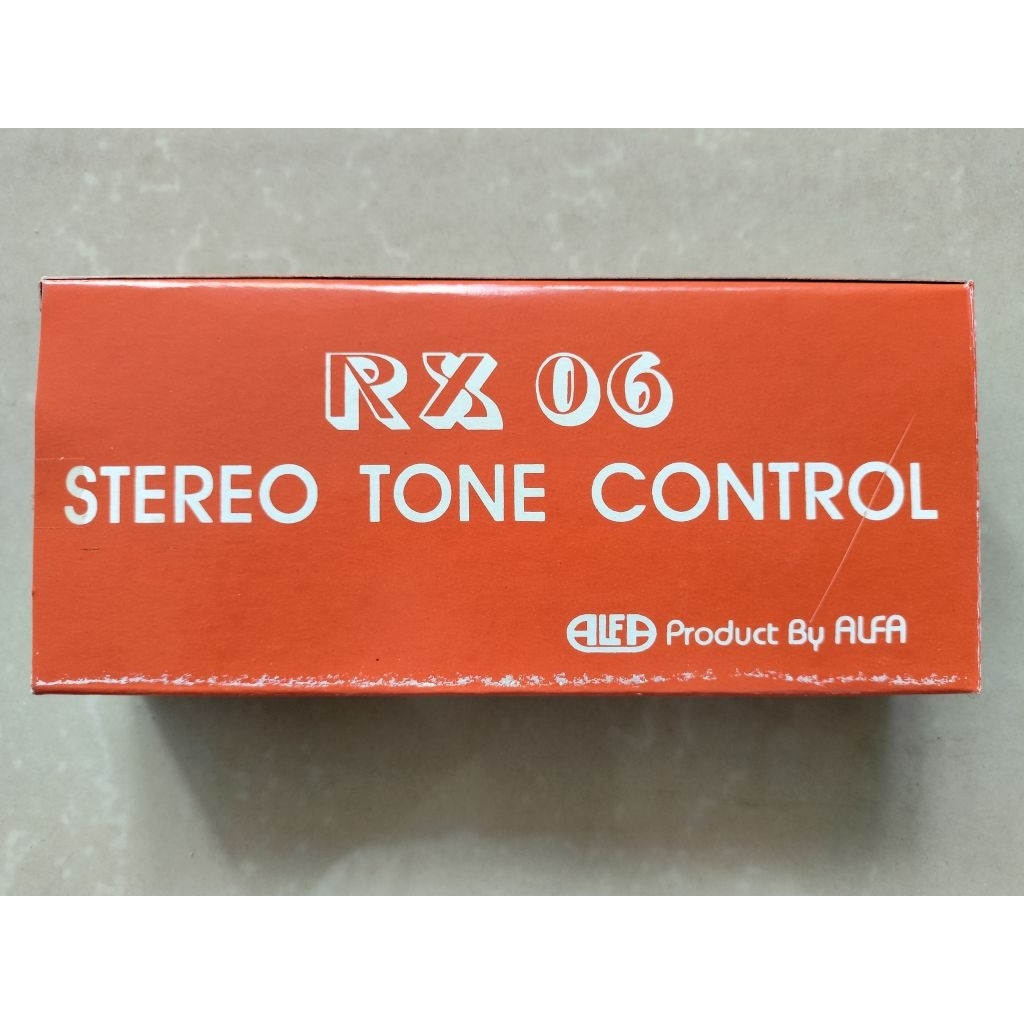 RX 06
STEREO TONE CONTROL
ALFA Product By ALFA